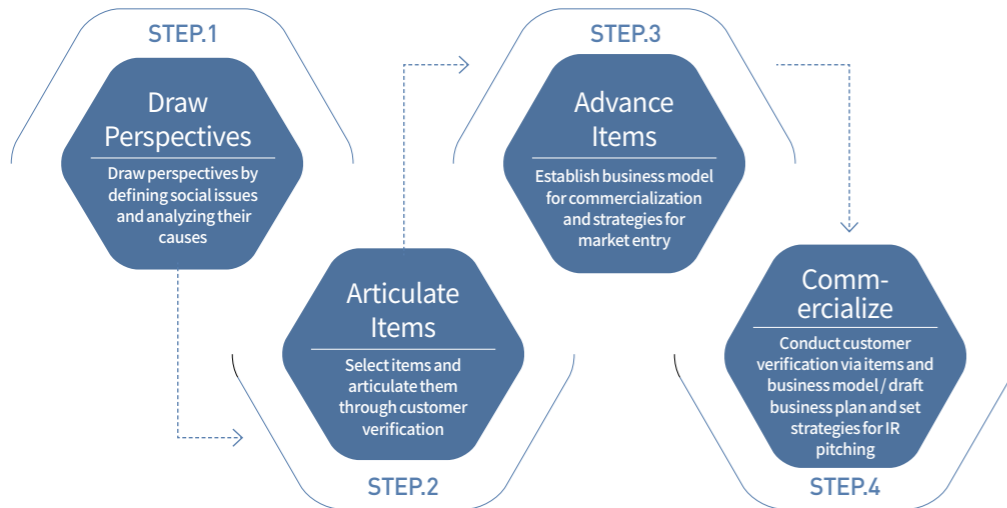 STEP.1
Draw
Perspectives
Draw perspectives by
defining social issues
and analyzing their
causes
Articulate
Items
Select items and
articulate them
through customer
verification
STEP.2
STEP.3
Advance
Items
Establish business model
for commercialization
and strategies for
market entry
Comm-
ercialize
Conduct customer
verification via items and
business model / draft
business plan and set
strategies for IR
pitching
STEP.4